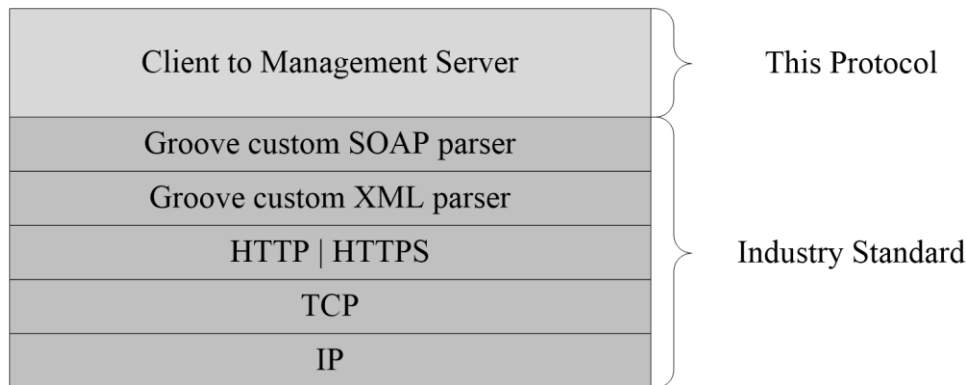 Client to Management Server
This Protocol
Groove custom SOAP parser
Groove custom XML parser
HTTP | HTTPS
Industry Standard
TCP
IP